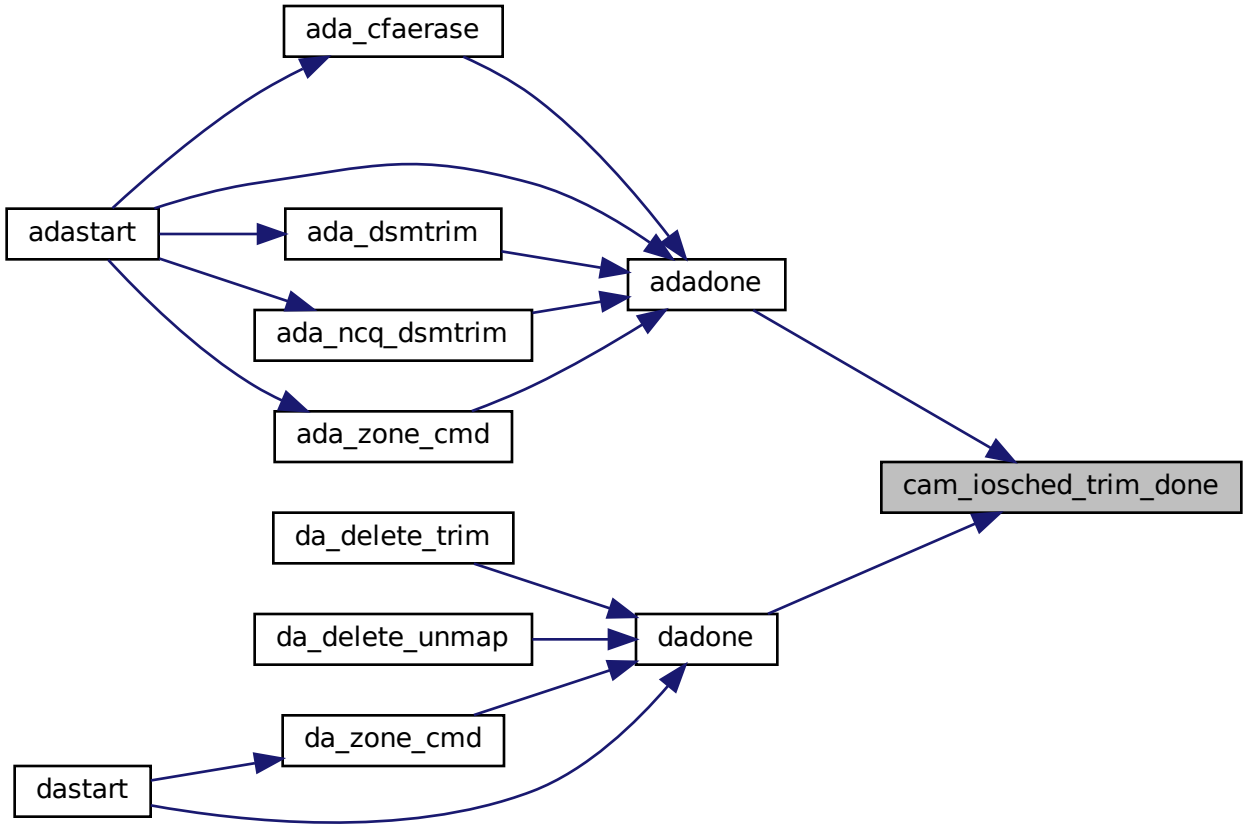 ada_cfaerase
adastart
ada_dsmtrim
adadone
ada_ncq_dsmtrim
ada_zone_cmd
cam_iosched_trim_done
da_delete_trim
da_delete_unmap
dadone
da_zone_cmd
dastart